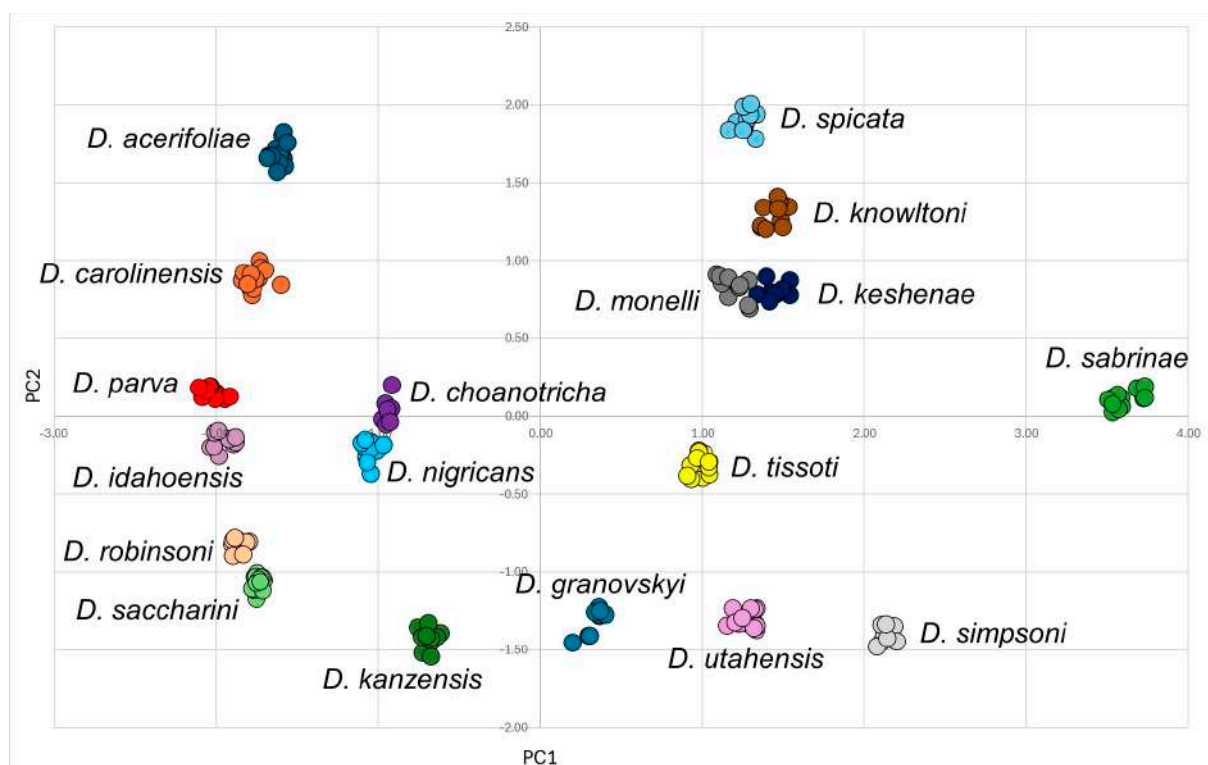 2.50
2.00
D. acerifoliae
D. spicata
1.50
D. knowltoni
1.00
D. carolinensis
D. monelli
D. keshenae
0.50
D. sabrinae
PC2
D. parva
D. choanotricha
0.00
-3.00
0.00
1.00
2.00
3.00
4.00
D. idahoensis
D. nigricans
D. tissoti
-0.50
D. robinsoni
-1.00
D. granovskyi
D. saccharini
-1.50
D. kanzensis
D. utahensis
D. simpsoni
-2.00
PC1